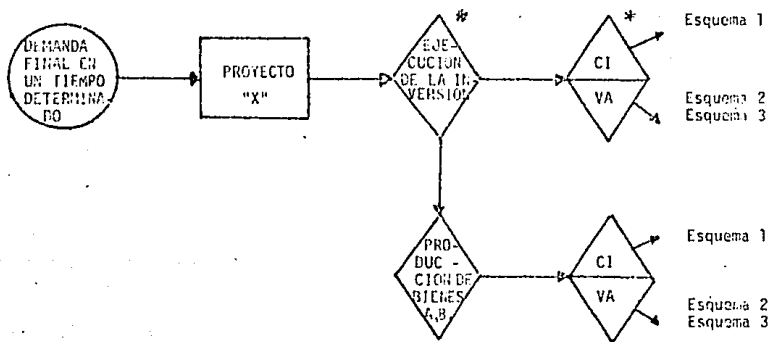 DEMANDA
FINAL EN
UN TIEMPO
DETERMINA-
DO
PROYECTO
"X"
*
EJE-
CUCION
DE LA IN-
VERSION
*
CI
VA
Esquema 1
Esquema 2
Esquema 3
PRO-
DUC -
CION DE
BIENES
A,B,
CI
VA
Esquema 1
Esquema 2
Esquema 3